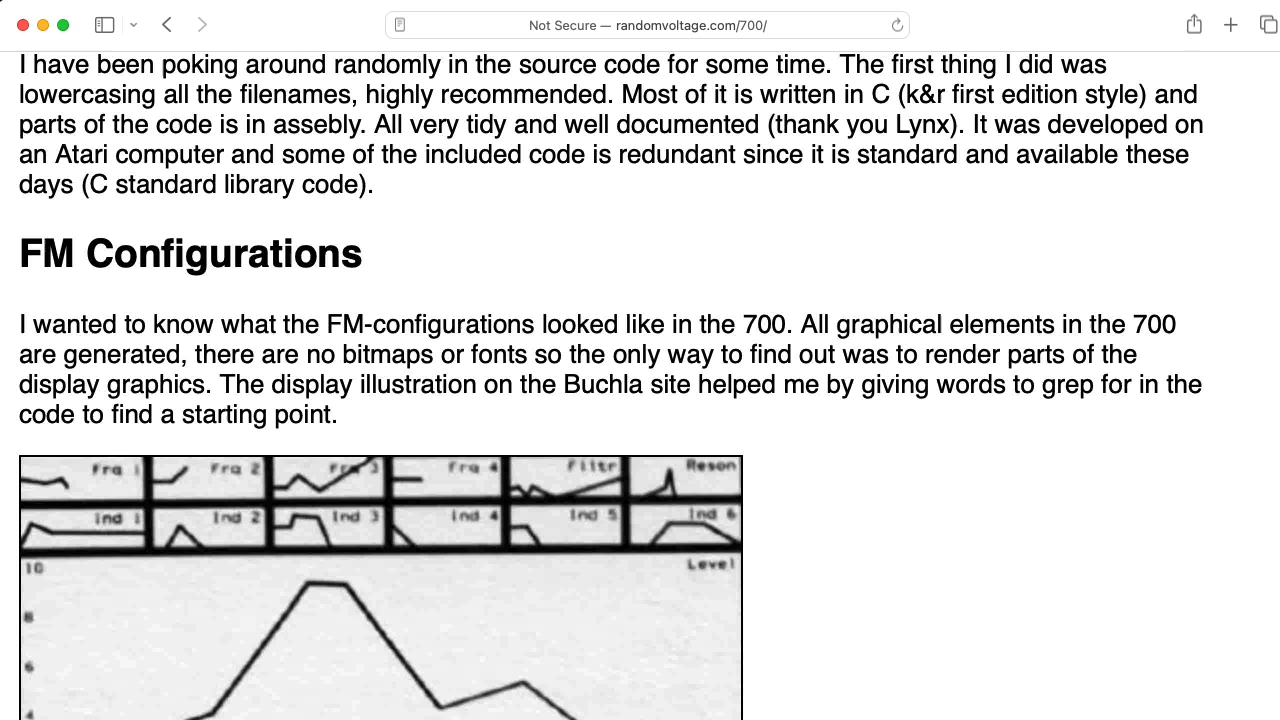 Not Secure — randomvoltage.com/700/
I have been poking around randomly in the source code for some time. The first thing I did was
lowercasing all the filenames, highly recommended. Most of it is written in C (k&r first edition style) and
parts of the code is in assebly. All very tidy and well documented (thank you Lynx). It was developed on
an Atari computer and some of the included code is redundant since it is standard and available these
days (C standard library code).
FM Configurations
I wanted to know what the FM-configurations looked like in the 700. All graphical elements in the 700
are generated, there are no bitmaps or fonts so the only way to find out was to render parts of the
display graphics. The display illustration on the Buchla site helped me by giving words to grep for in the
code to find a starting point.
Frq 1 Frq 2 Frq 3 Frq 4 Filtr Reson
Ind 1 Ind 2 Ind 3 Ind 4 Ind 5 Ind 6
10 Level
8
6
4